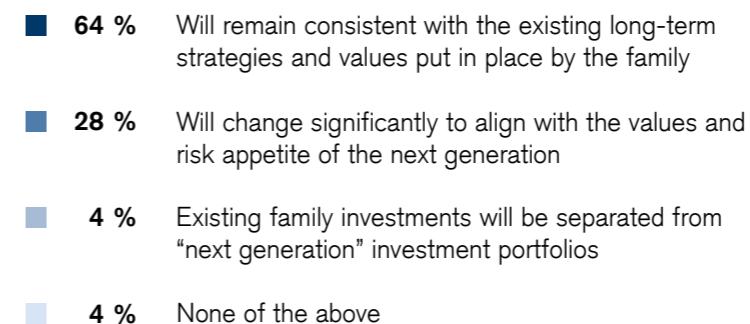 64 % Will remain consistent with the existing long-term
strategies and values put in place by the family
28 % Will change significantly to align with the values and
risk appetite of the next generation
4 % Existing family investments will be separated from
“next generation” investment portfolios
4 % None of the above